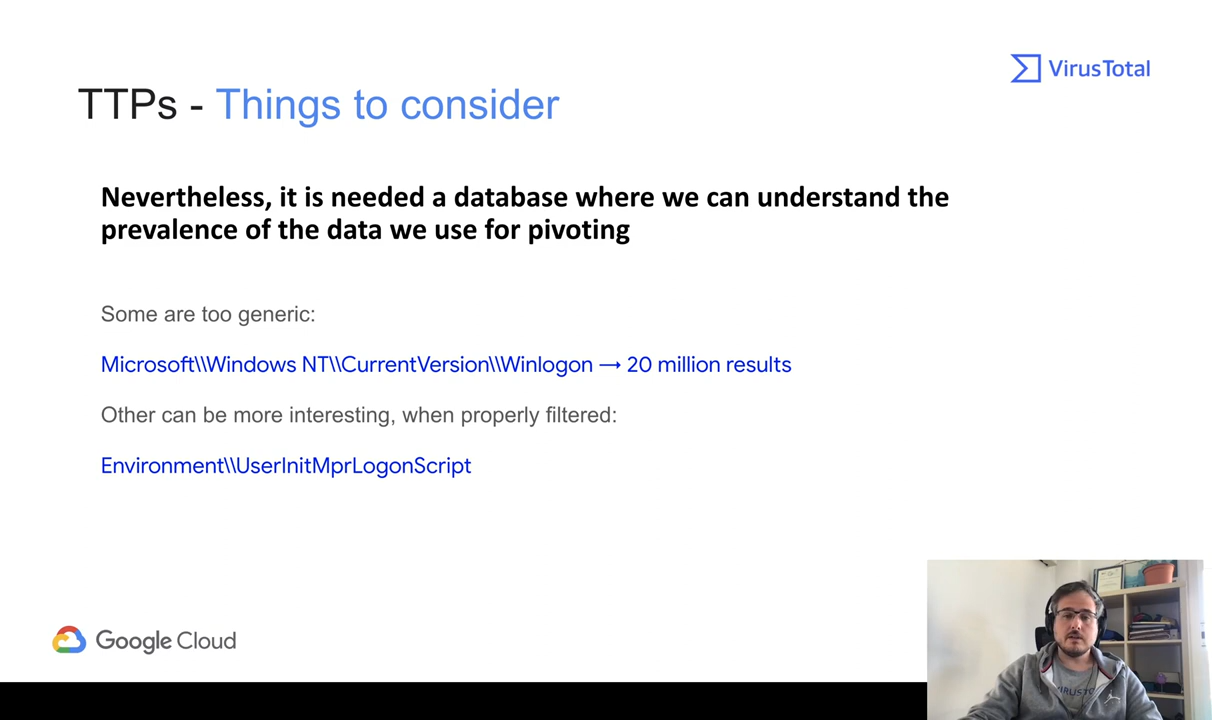 VirusTotal
TTPs - Things to consider
Nevertheless, it is needed a database where we can understand the
prevalence of the data we use for pivoting
Some are too generic:
Microsoft\\Windows NT\\CurrentVersion\\Winlogon → 20 million results
Other can be more interesting, when properly filtered:
Environment\\UserInitMprLogonScript
Google Cloud